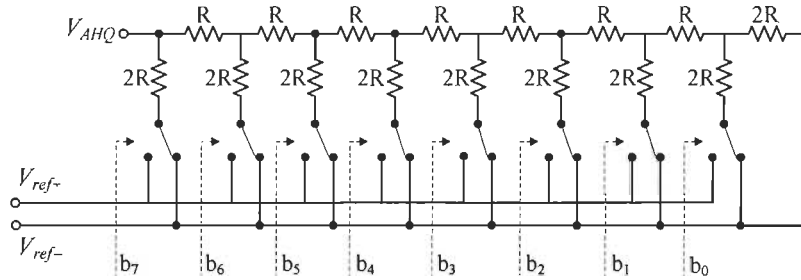 R R R R R R R 2R
V_AHQ
2R 2R 2R 2R 2R 2R 2R 2R
V_ref+
V_ref−
b7 b6 b5 b4 b3 b2 b1 b0